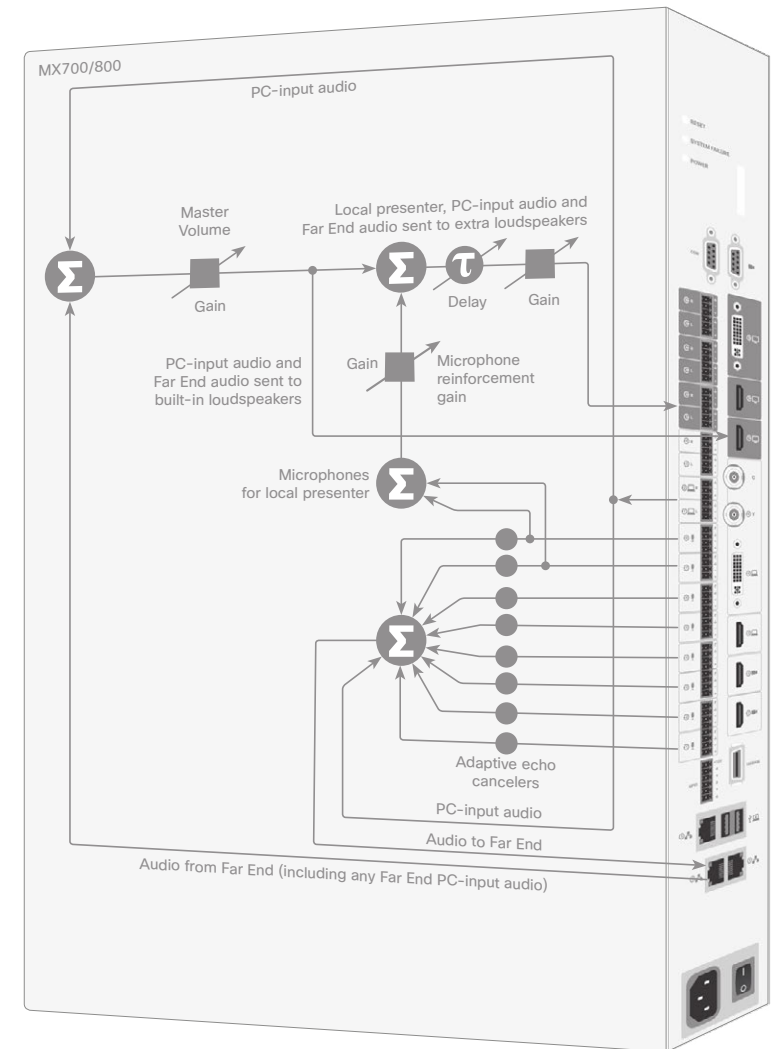 MX700/800
PC-input audio
RESET
SYSTEM FAILURE
POWER
Master
Volume
Local presenter, PC-input audio and
Far End audio sent to extra loudspeakers
Σ
Σ
τ
Gain
Delay
Gain
PC-input audio and
Far End audio sent to
built-in loudspeakers
Gain
Microphone
reinforcement
gain
Microphones
for local presenter
Σ
Σ
Adaptive echo
cancelers
PC-input audio
Audio to Far End
Audio from Far End (including any Far End PC-input audio)